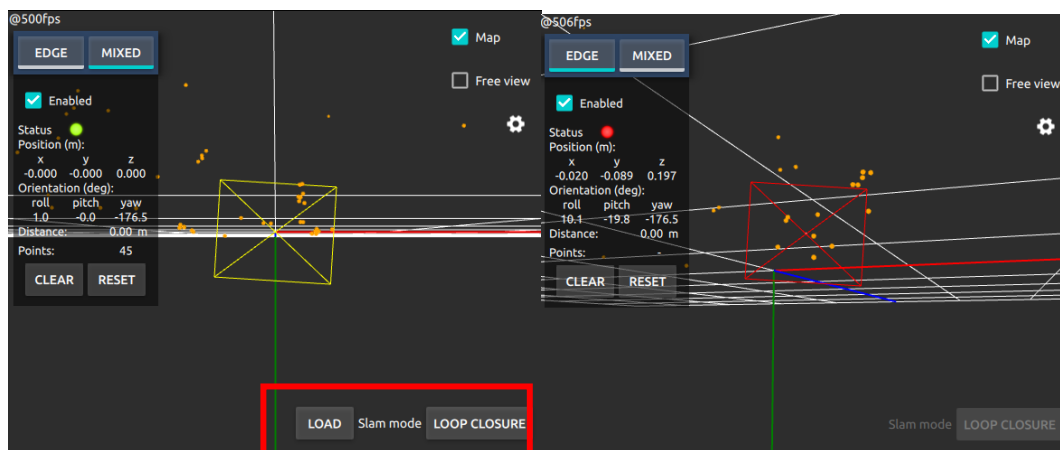 @500fps
EDGE MIXED
Map
Free view
Enabled
Status
Position (m):
x y z
-0.000 -0.000 0.000
Orientation (deg):
roll pitch yaw
1.0 -0.0 -176.5
Distance: 0.00 m
Points: 45
CLEAR RESET
LOAD Slam mode LOOP CLOSURE
@506fps
EDGE MIXED
Map
Free view
Enabled
Status
Position (m):
x y z
-0.020 -0.089 0.197
Orientation (deg):
roll pitch yaw
10.1 -19.8 -176.5
Distance: 0.00 m
Points: -
CLEAR RESET
Slam mode LOOP CLOSURE